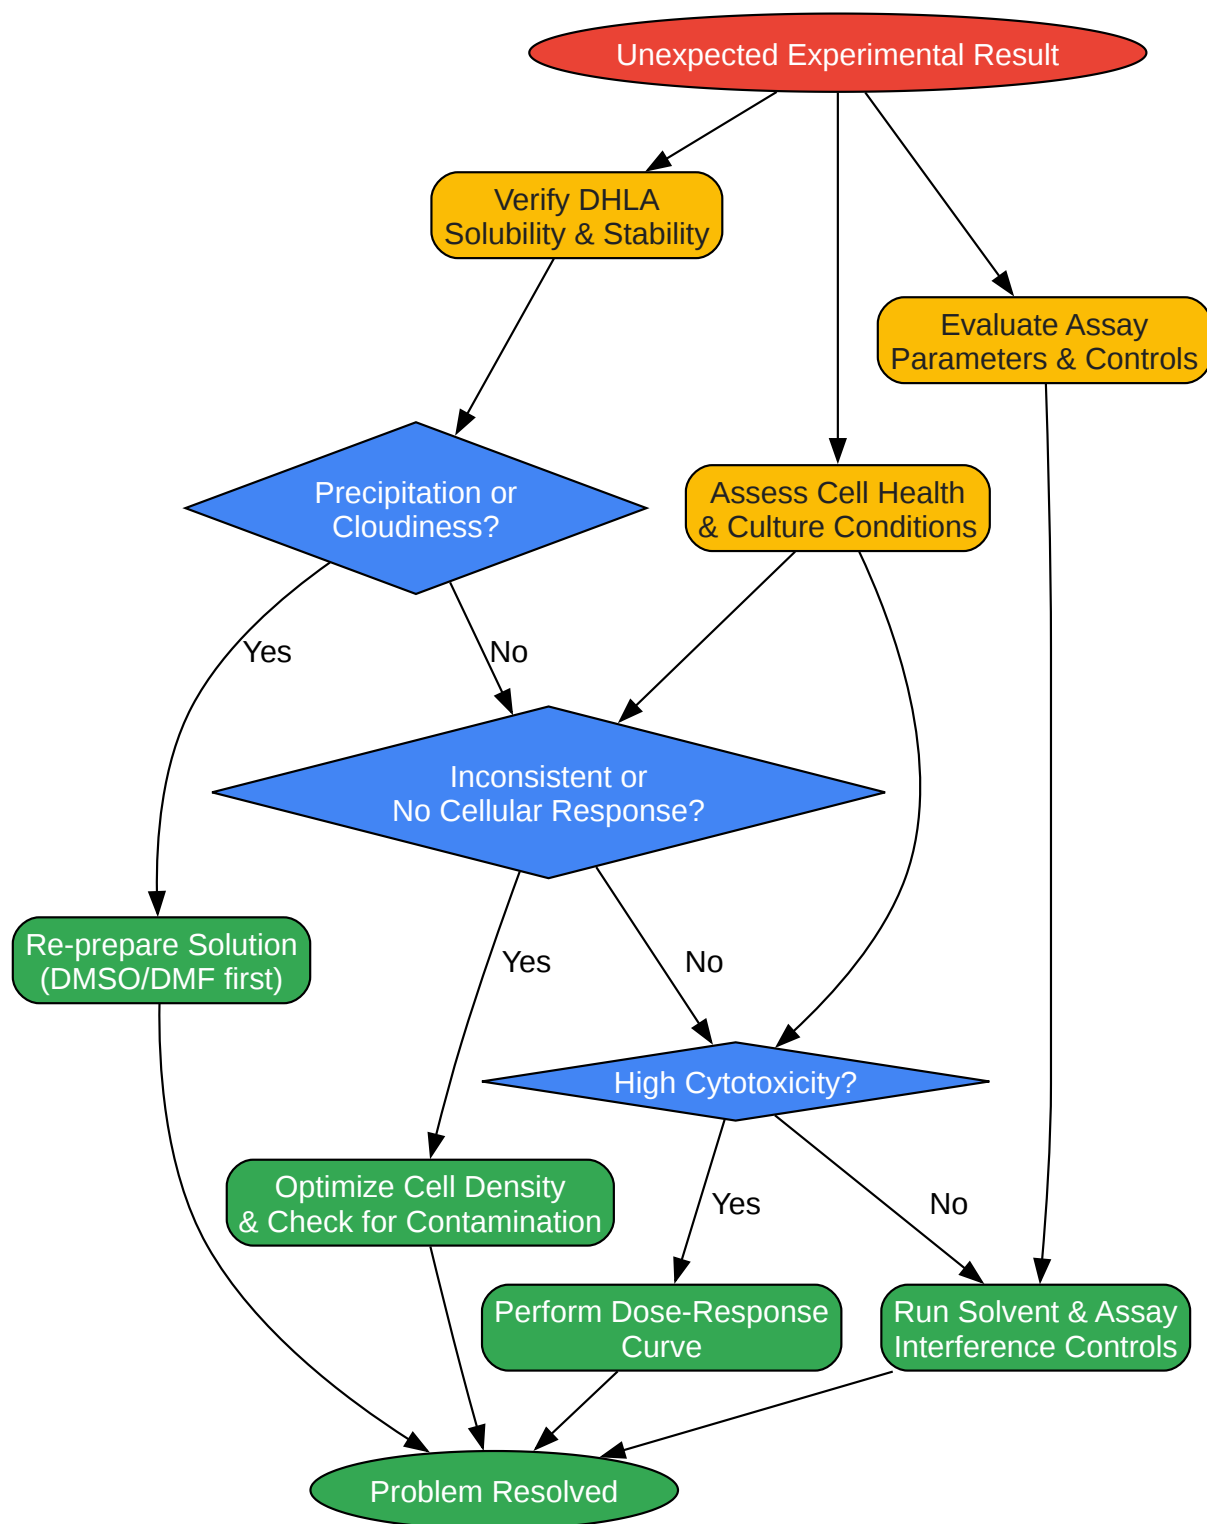 Unexpected Experimental Result
Verify DHLA
Solubility & Stability
Evaluate Assay
Parameters & Controls
Precipitation or
Cloudiness?
Assess Cell Health
& Culture Conditions
Yes
No
Inconsistent or
No Cellular Response?
Re-prepare Solution
(DMSO/DMF first)
Yes
No
High Cytotoxicity?
Optimize Cell Density
& Check for Contamination
Yes
No
Perform Dose-Response
Curve
Run Solvent & Assay
Interference Controls
Problem Resolved